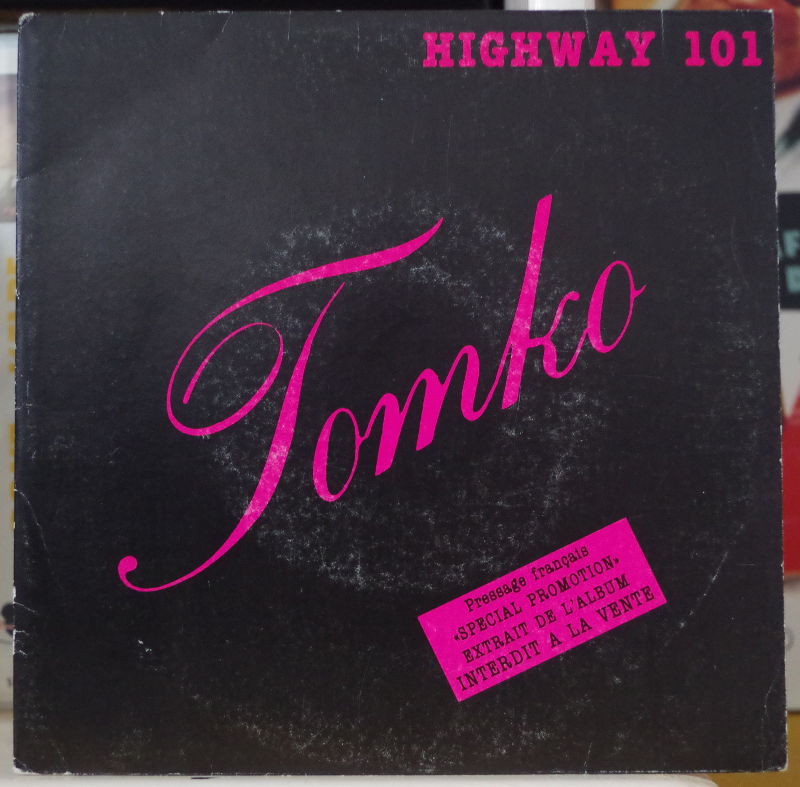 HIGHWAY 101
Tomko
Pressage français
«SPECIAL PROMOTION»
EXTRAIT DE L'ALBUM
INTERDIT A LA VENTE